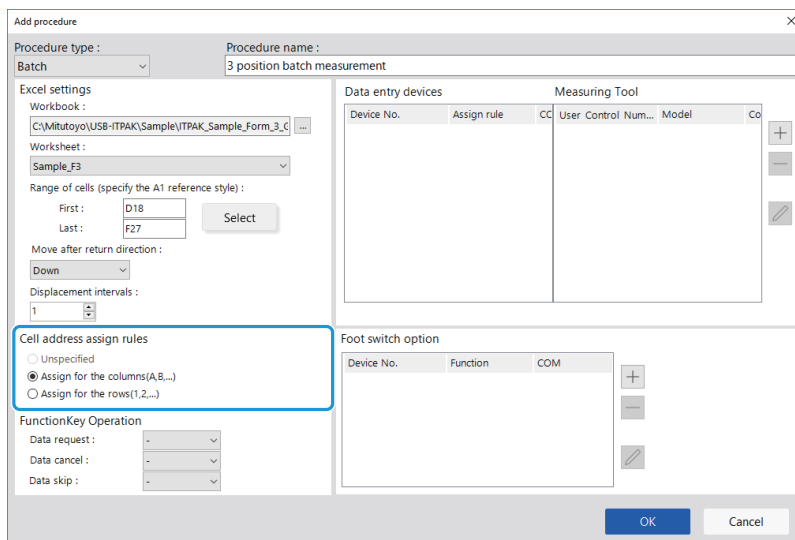 Add procedure
Procedure type :
Procedure name :
Batch
3 position batch measurement
Excel settings
Workbook :
C:\Mitutoyo\USB-ITPAK\Sample\ITPAK_Sample_Form_3_G
...
Worksheet :
Sample_F3
Range of cells (specify the A1 reference style) :
First :
D18
Last :
F27
Select
Move after return direction :
Down
Displacement intervals :
1
Data entry devices
Measuring Tool
Device No.
Assign rule
CC
User Control Num...
Model
Co
Cell address assign rules
Unspecified
Assign for the columns(A,B,...)
Assign for the rows(1,2,...)
FunctionKey Operation
Data request :
-
Data cancel :
-
Data skip :
-
Foot switch option
Device No.
Function
COM
OK
Cancel